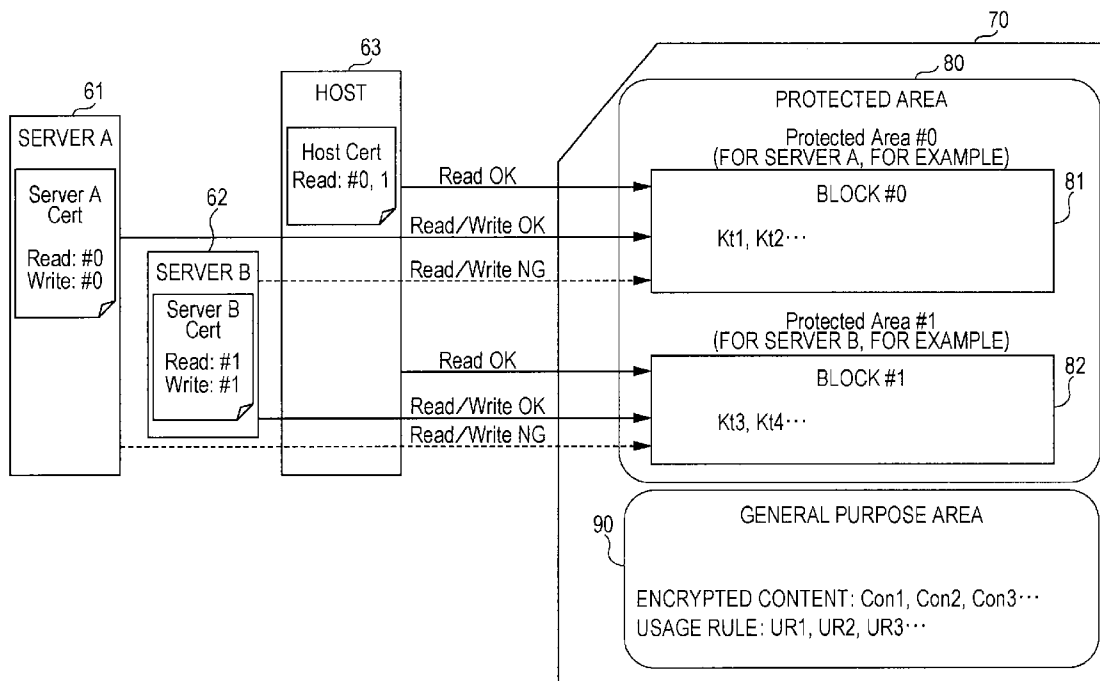 70
63
80
61
HOST
PROTECTED AREA
SERVER A
Protected Area #0
(FOR SERVER A, FOR EXAMPLE)
Host Cert
Read: #0, 1
Read OK
BLOCK #0
81
Server A
Cert
62
Read/Write OK
Kt1, Kt2···
Read: #0
Write: #0
SERVER B
Read/Write NG
Server B
Cert
Protected Area #1
(FOR SERVER B, FOR EXAMPLE)
Read: #1
Write: #1
Read OK
BLOCK #1
82
Read/Write OK
Kt3, Kt4···
Read/Write NG
GENERAL PURPOSE AREA
90
ENCRYPTED CONTENT: Con1, Con2, Con3···
USAGE RULE: UR1, UR2, UR3···